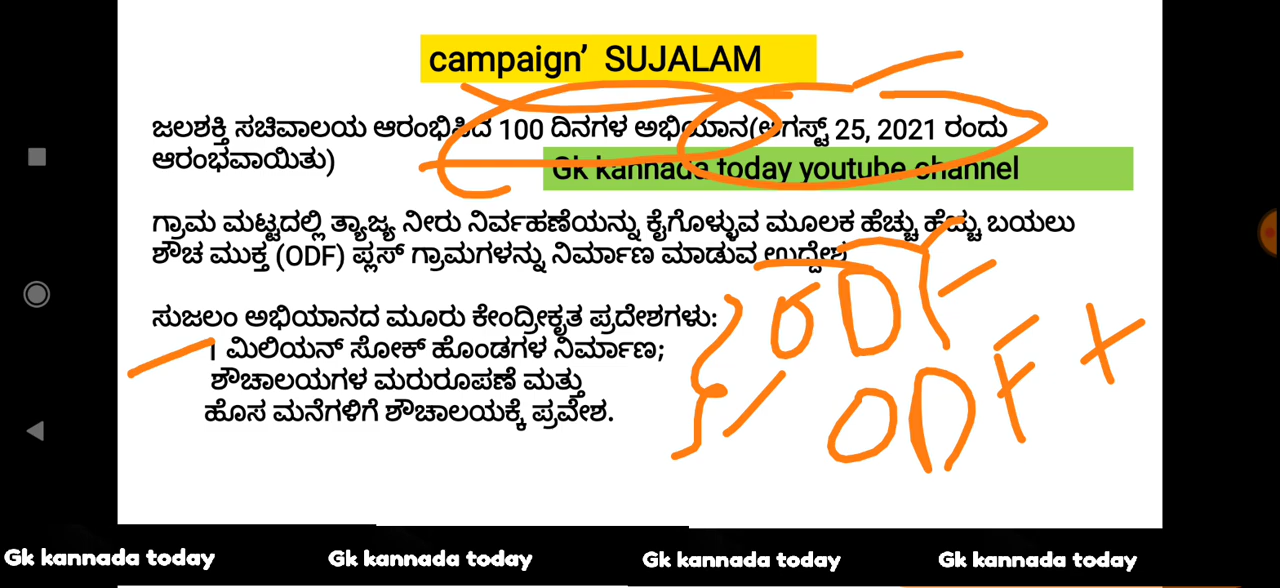 campaign’ SUJALAM
ಜಲಶಕ್ತಿ ಸಚಿವಾಲಯ ಆರಂಭಿಸಿದ 100 ದಿನಗಳ ಅಭಿಯಾನ(ಆಗಸ್ಟ್ 25, 2021 ರಂದು
ಆರಂಭವಾಯಿತು)
Gk kannada today youtube channel
ಗ್ರಾಮ ಮಟ್ಟದಲ್ಲಿ ತ್ಯಾಜ್ಯ ನೀರು ನಿರ್ವಹಣೆಯನ್ನು ಕೈಗೊಳ್ಳುವ ಮೂಲಕ ಹೆಚ್ಚು ಹೆಚ್ಚು ಬಯಲು
ಶೌಚ ಮುಕ್ತ (ODF) ಪ್ಲಸ್ ಗ್ರಾಮಗಳನ್ನು ನಿರ್ಮಾಣ ಮಾಡುವ ಉದ್ದೇಶ
ODF
ಸುಜಲಂ ಅಭಿಯಾನದ ಮೂರು ಕೇಂದ್ರೀಕೃತ ಪ್ರದೇಶಗಳು:
1 ಮಿಲಿಯನ್ ಸೋಕ್ ಹೊಂಡಗಳ ನಿರ್ಮಾಣ;
ಶೌಚಾಲಯಗಳ ಮರುರೂಪಣೆ ಮತ್ತು
ಹೊಸ ಮನೆಗಳಿಗೆ ಶೌಚಾಲಯಕ್ಕೆ ಪ್ರವೇಶ.
ODF +
Gk kannada today Gk kannada today Gk kannada today Gk kannada today